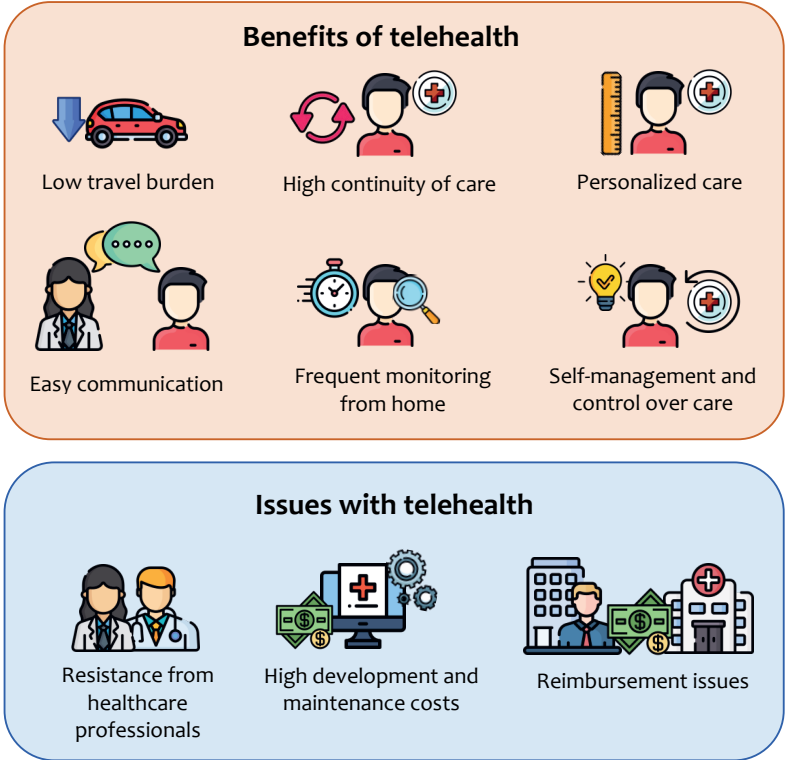 Benefits of telehealth
Low travel burden
High continuity of care
Personalized care
Easy communication
Frequent monitoring
from home
Self-management and
control over care
Issues with telehealth
Resistance from
healthcare
professionals
High development and
maintenance costs
Reimbursement issues